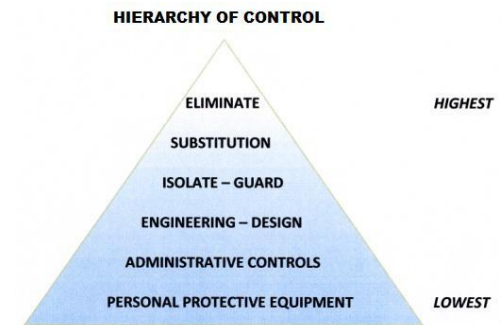 HIERARCHY OF CONTROL
ELIMINATE HIGHEST
SUBSTITUTION
ISOLATE – GUARD
ENGINEERING – DESIGN
ADMINISTRATIVE CONTROLS
PERSONAL PROTECTIVE EQUIPMENT LOWEST